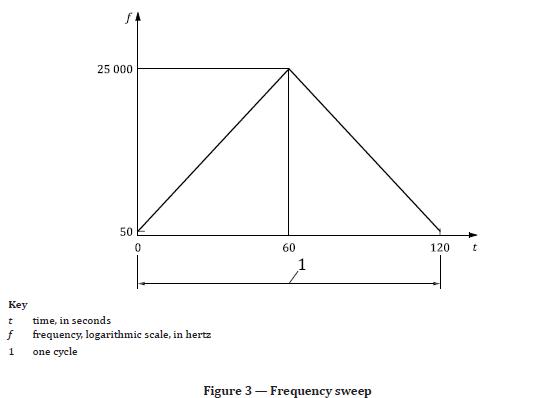 f
25 000
50
0
60
120
t
1
Key
t time, in seconds
f frequency, logarithmic scale, in hertz
1 one cycle
Figure 3 — Frequency sweep